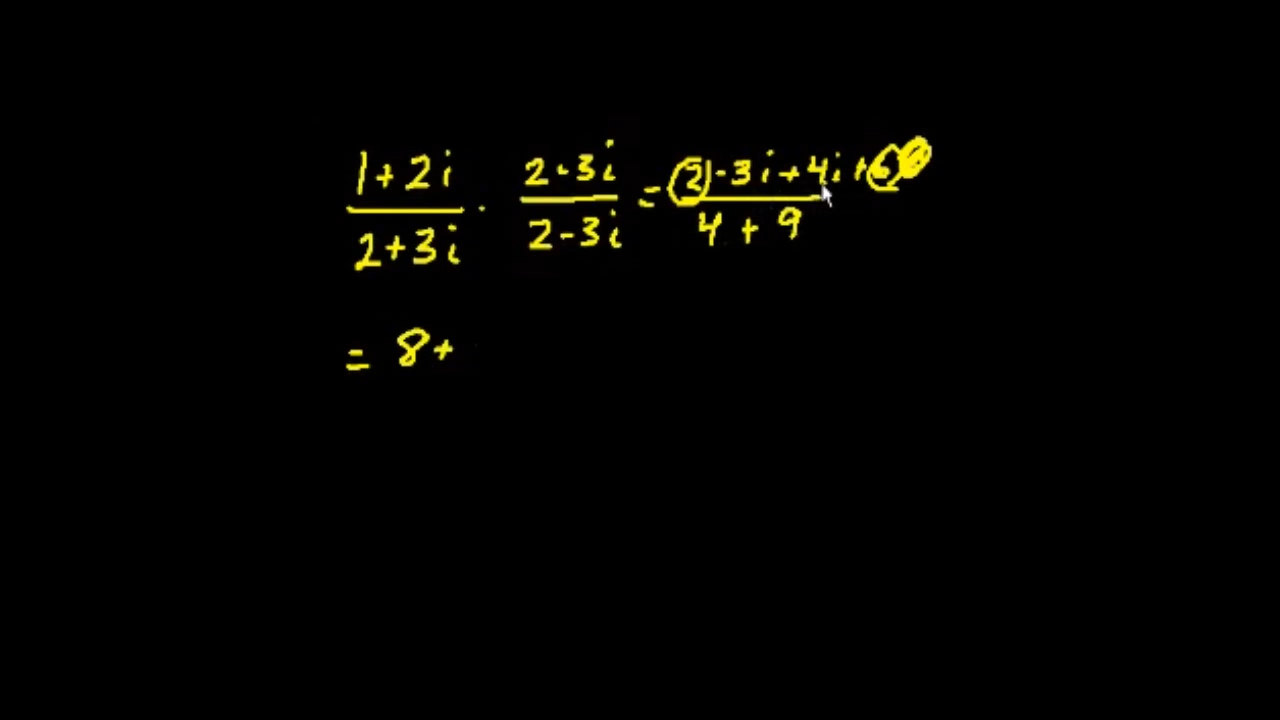 1+2i/2+3i · 2-3i/2-3i = 2-3i+4i+6/4+9
= 8+